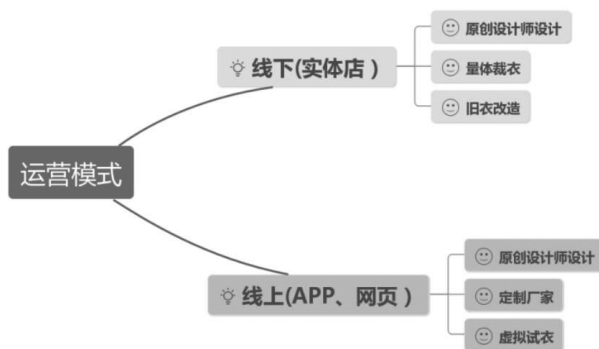 运营模式
线下(实体店 )
原创设计师设计
量体裁衣
旧衣改造
线上(APP、网页 )
原创设计师设计
定制厂家
虚拟试衣